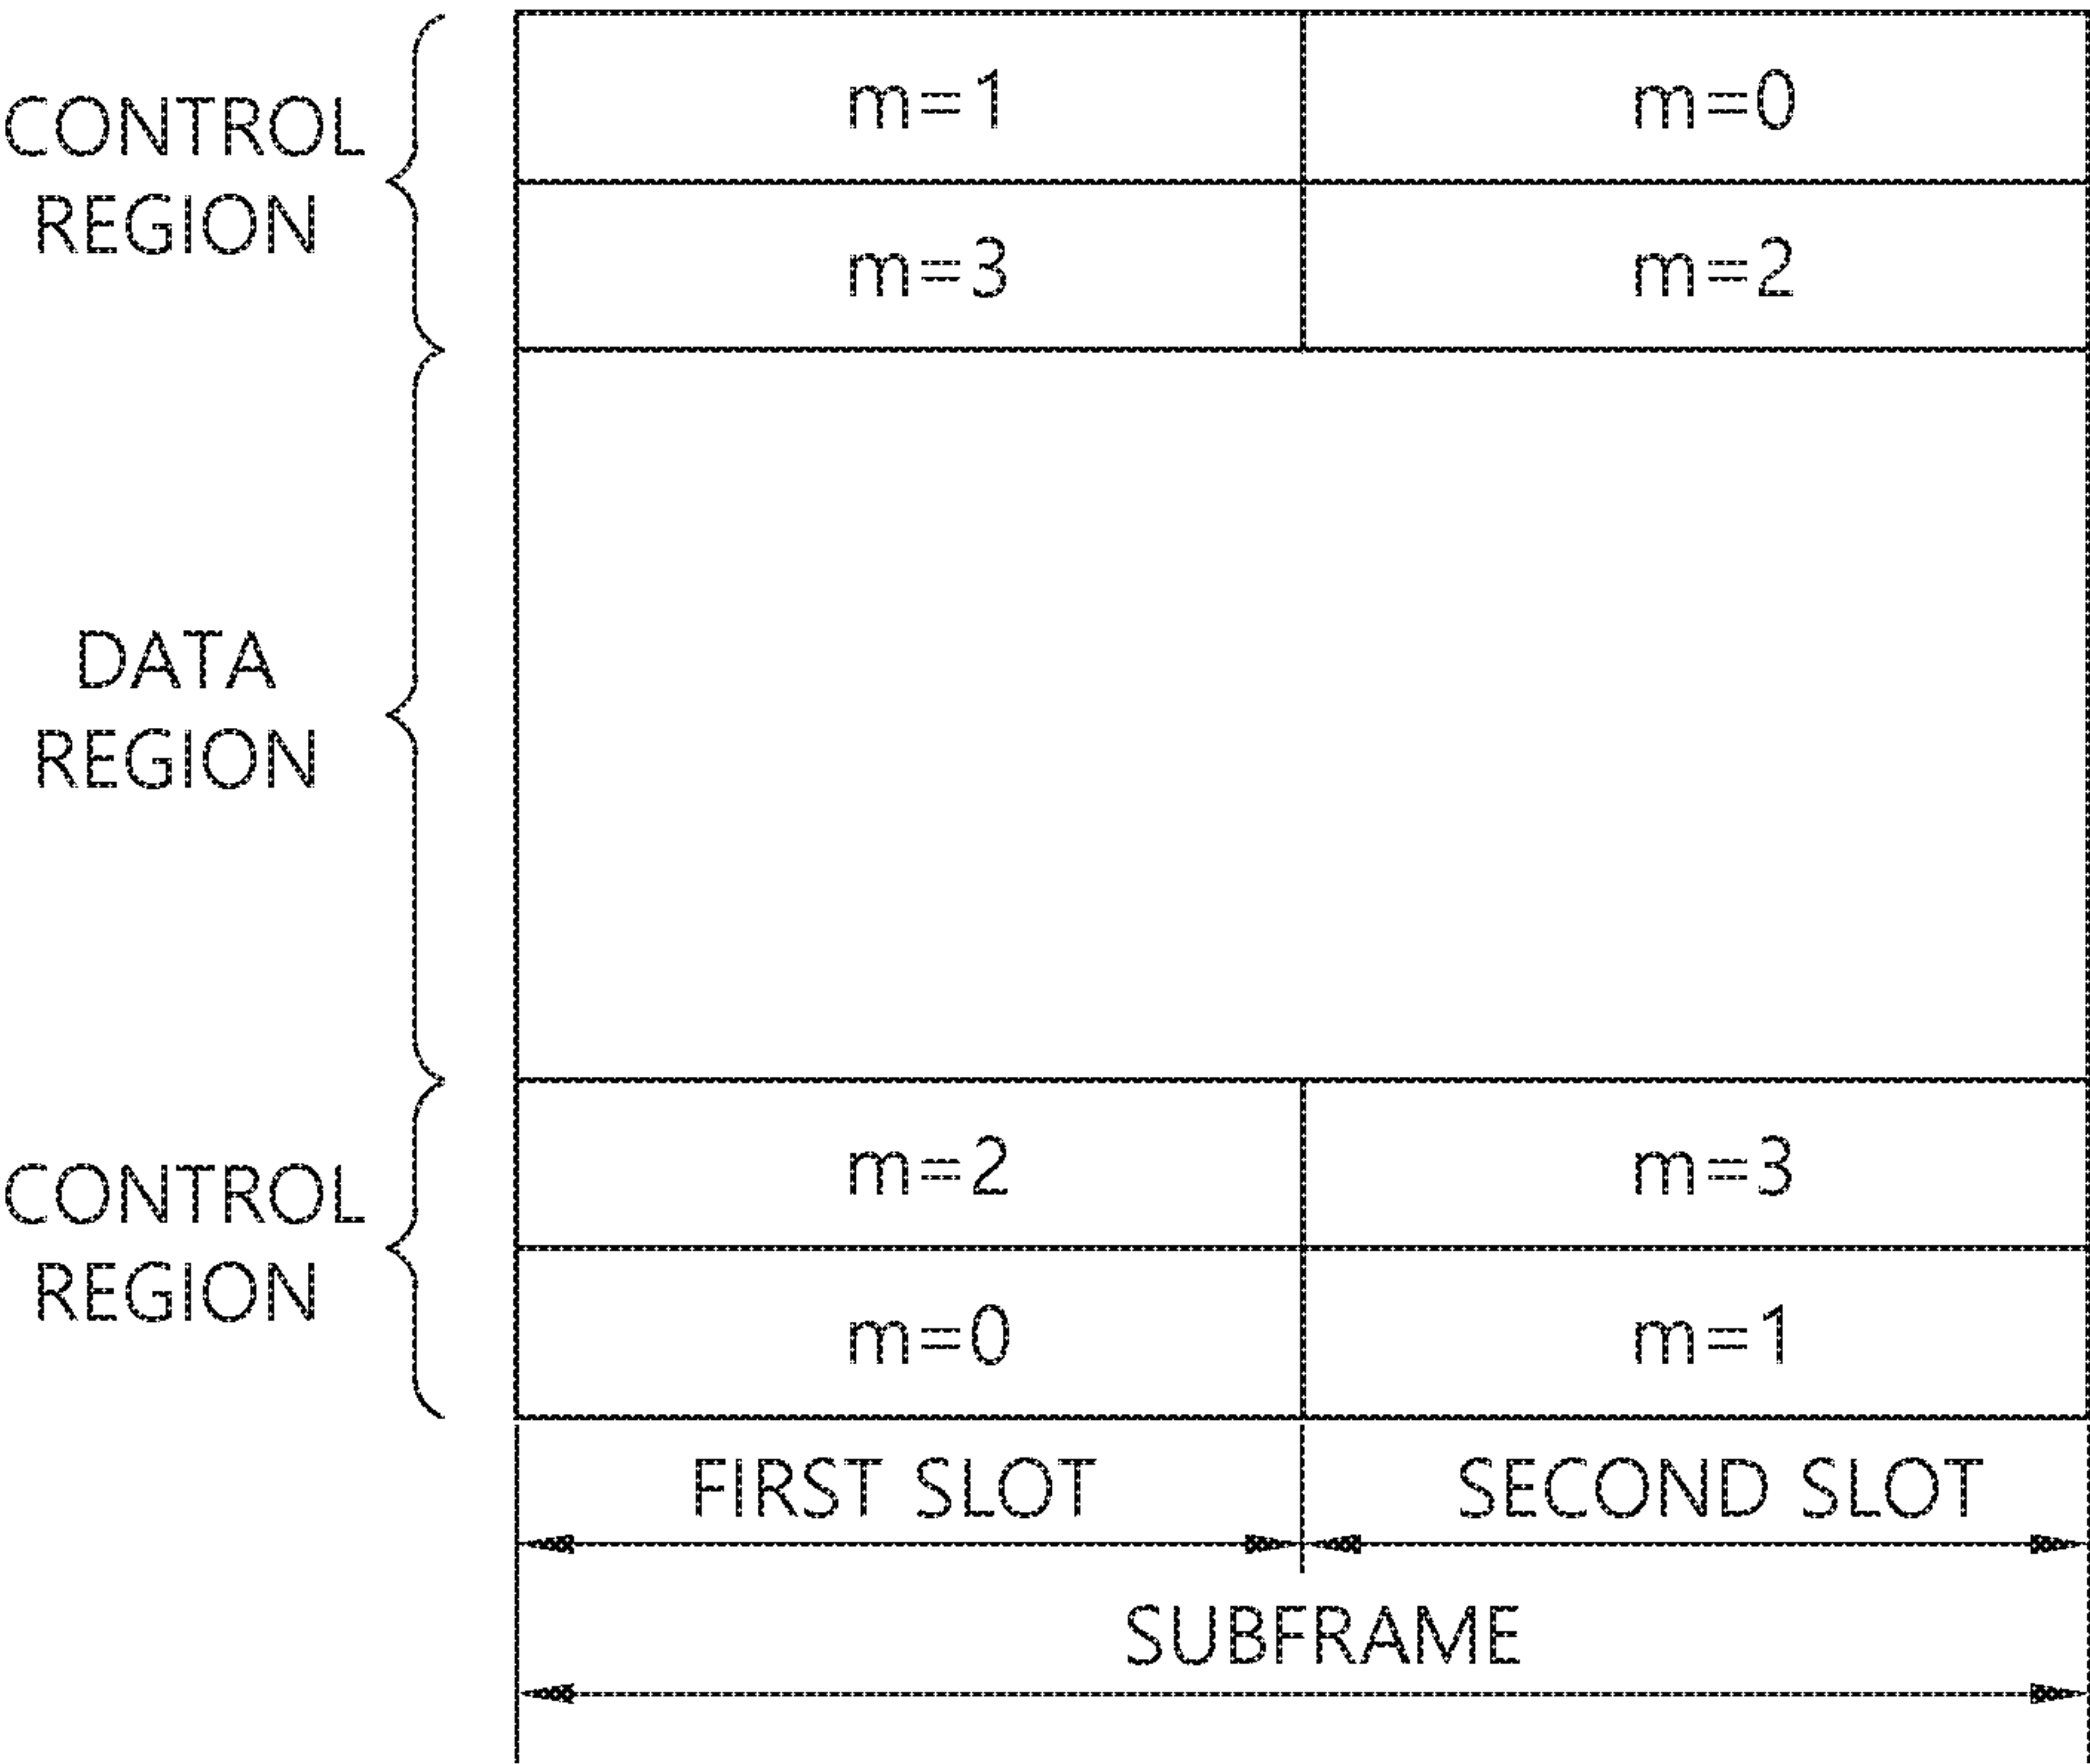 CONTROL
REGION
m=1
m=0
m=3
m=2
DATA
REGION
CONTROL
REGION
m=2
m=3
m=0
m=1
FIRST SLOT
SECOND SLOT
SUBFRAME